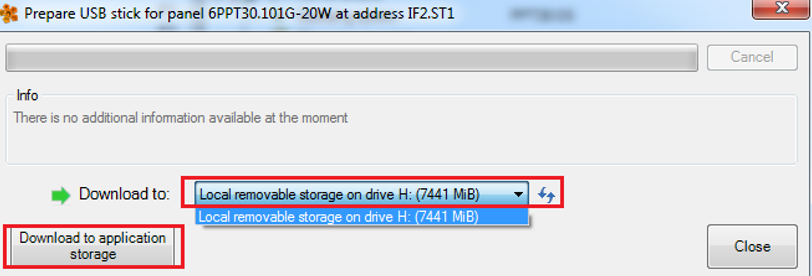 Prepare USB stick for panel 6PPT30.101G-20W at address IF2.ST1
Cancel
Info
There is no additional information available at the moment
Download to:
Local removable storage on drive H: (7441 MiB)
Local removable storage on drive H: (7441 MiB)
Download to application
storage
Close